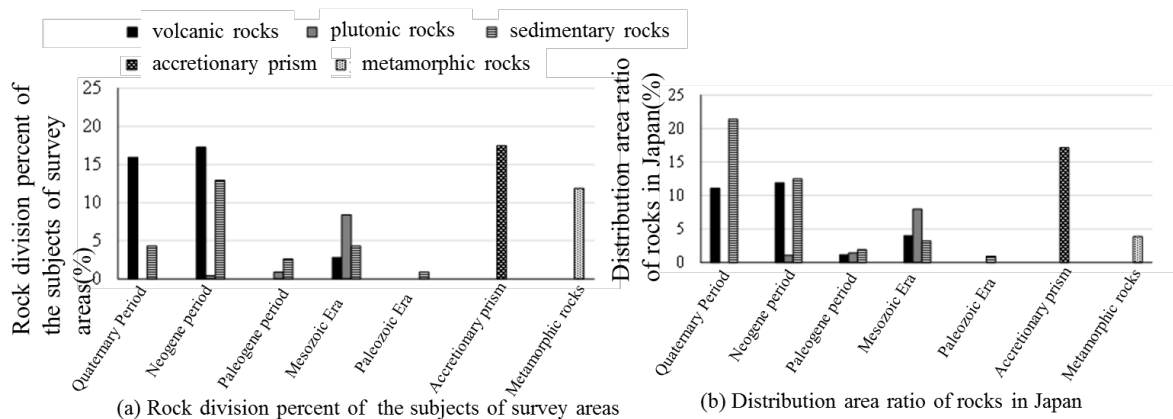 volcanic rocks plutonic rocks sedimentary rocks
accretionary prism metamorphic rocks
Rock division percent of
the subjects of survey
areas(%)
25
20
15
10
5
0
Quaternary Period
Neogene period
Paleogene period
Mesozoic Era
Paleozoic Era
Accretionary prism
Metamorphic rocks
(a) Rock division percent of the subjects of survey areas
Distribution area ratio
of rocks in Japan(%)
25
20
15
10
5
0
Quaternary Period
Neogene period
Paleogene period
Mesozoic Era
Paleozoic Era
Accretionary prism
Metamorphic rocks
(b) Distribution area ratio of rocks in Japan